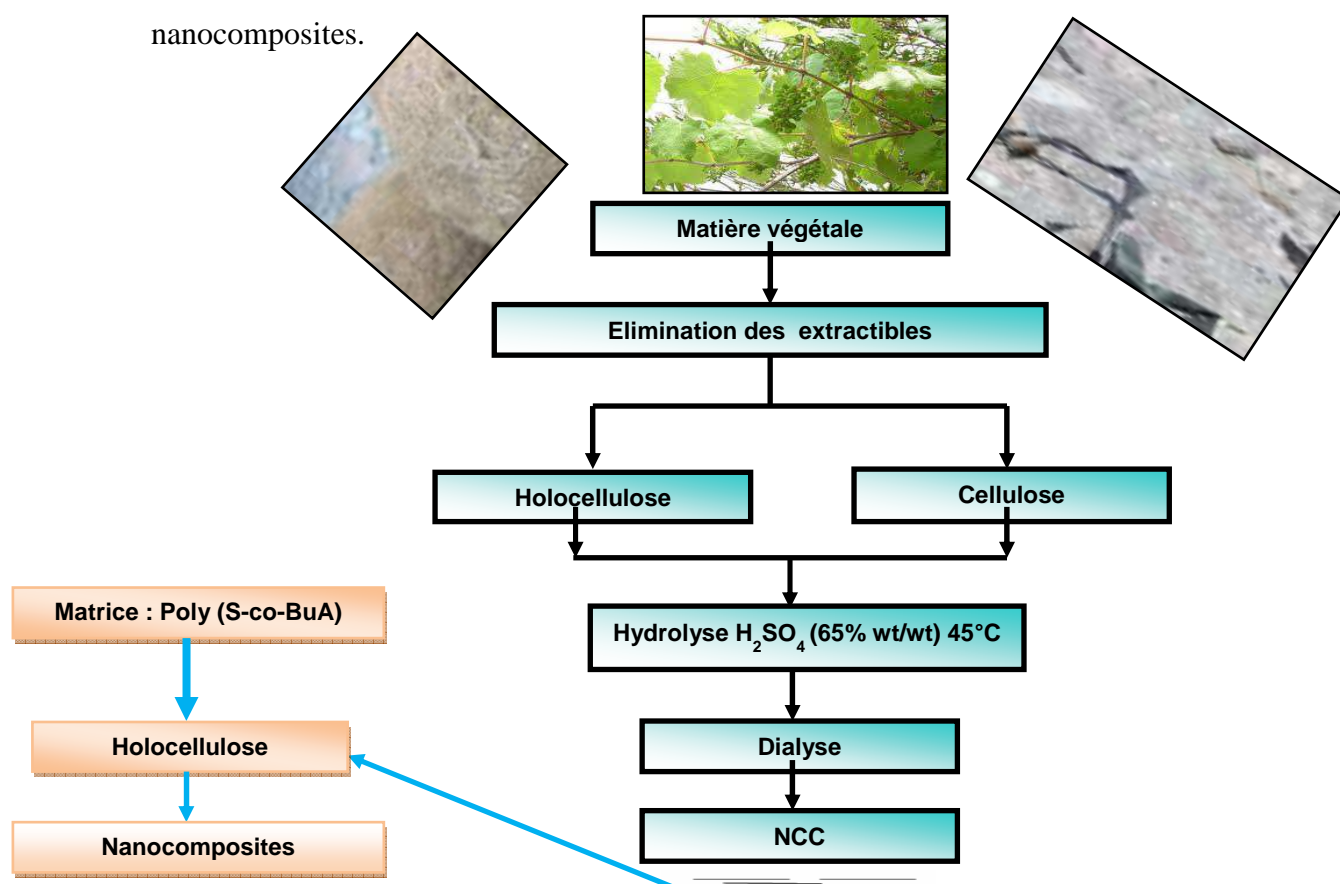 nanocomposites.
Matière végétale
Elimination des extractibles
Holocellulose
Cellulose
Matrice : Poly (S-co-BuA)
Hydrolyse H₂SO₄ (65% wt/wt) 45°C
Holocellulose
Dialyse
Nanocomposites
NCC